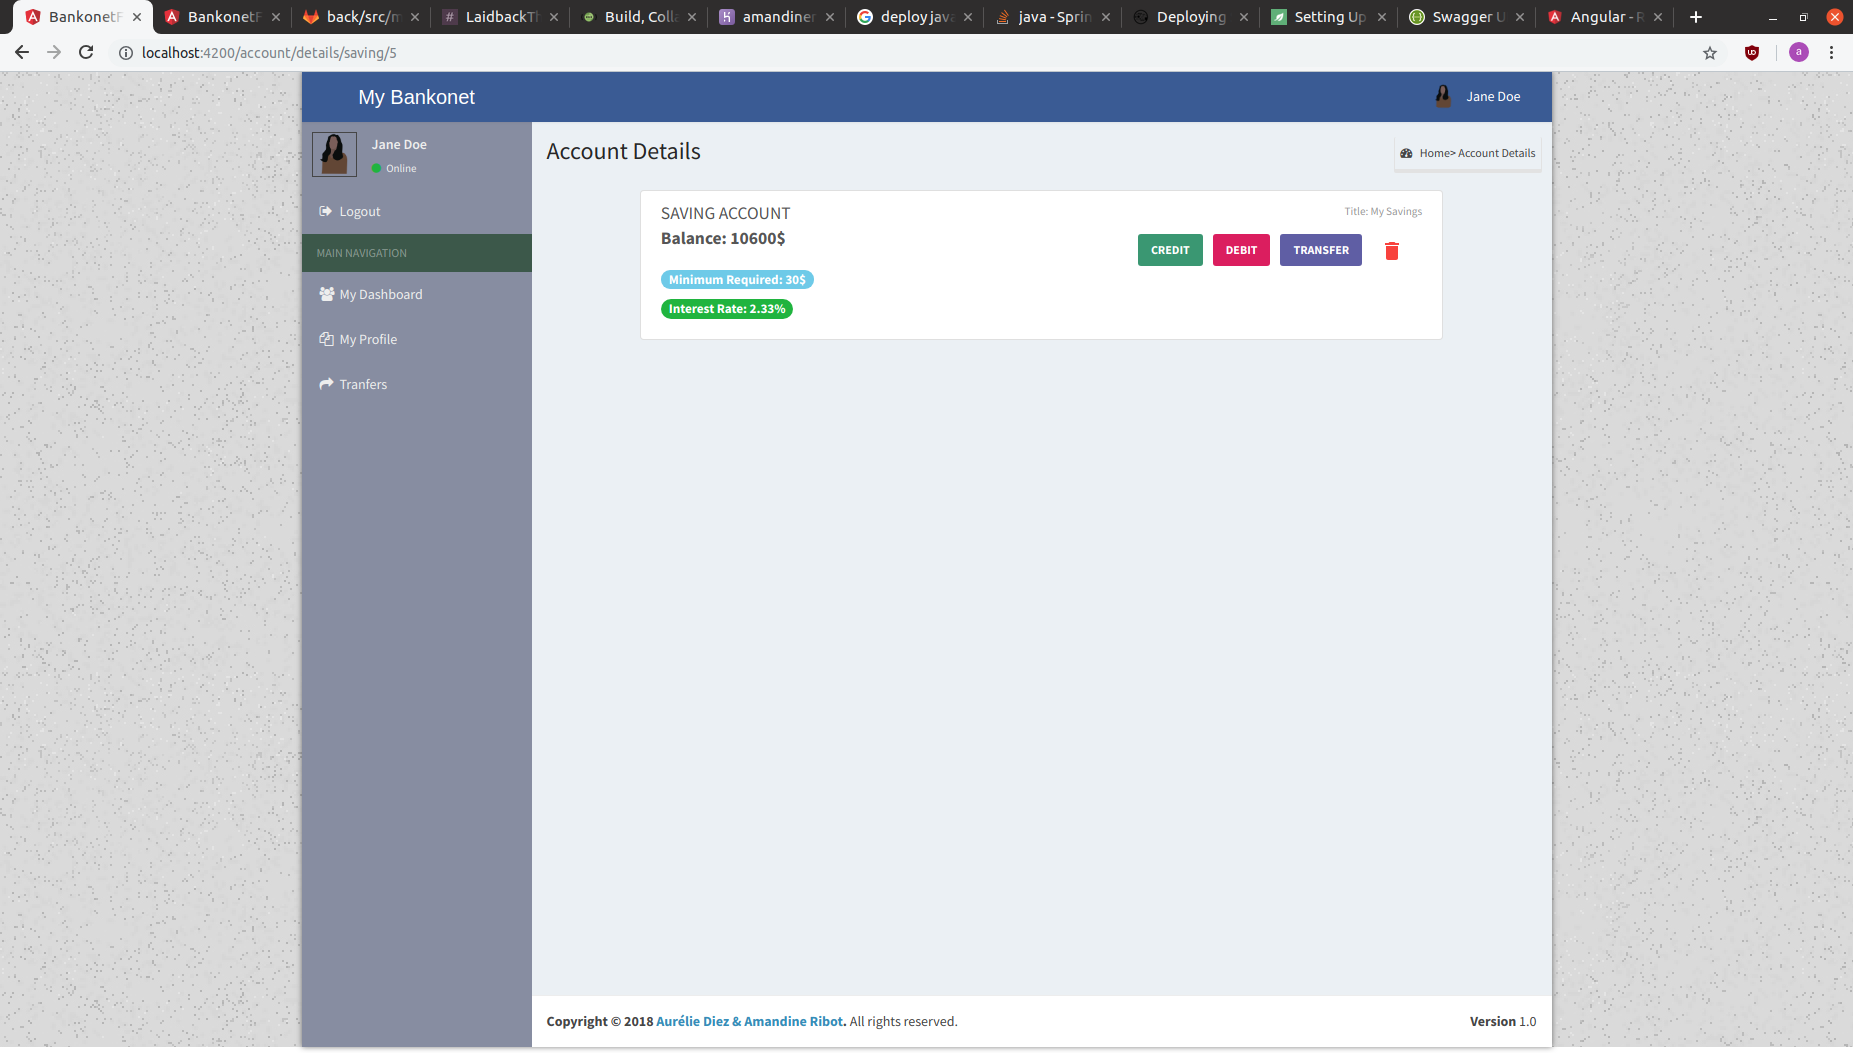 BankonetF
BankonetF
back/src/m
LaidbackTh
Build, Colla
amandiner
deploy java
java - Sprin
Deploying
Setting Up
Swagger U
Angular - R
localhost:4200/account/details/saving/5
a
My Bankonet
Jane Doe
Jane Doe
Online
Logout
MAIN NAVIGATION
My Dashboard
My Profile
Tranfers
Account Details
Home> Account Details
SAVING ACCOUNT
Title: My Savings
Balance: 10600$
CREDIT
DEBIT
TRANSFER
Minimum Required: 30$
Interest Rate: 2.33%
Copyright © 2018 Aurélie Diez & Amandine Ribot. All rights reserved.
Version 1.0